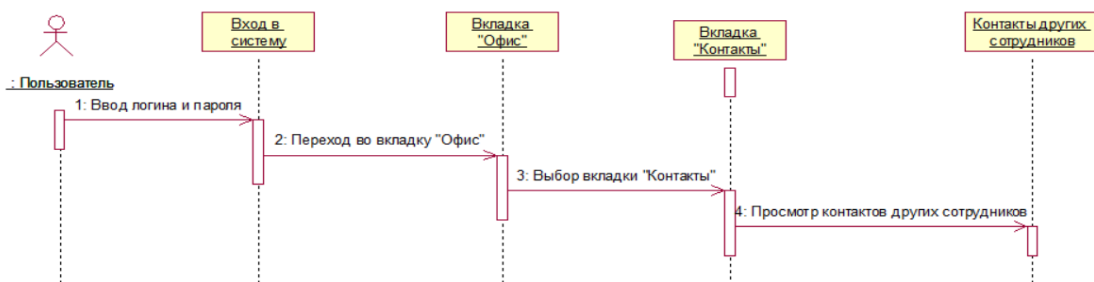 Вход в
систему
Вкладка
"Офис"
Вкладка
"Контакты"
Контакты других
сотрудников
: Пользователь
1: Ввод логина и пароля
2: Переход во вкладку "Офис"
3: Выбор вкладки "Контакты"
4: Просмотр контактов других сотрудников